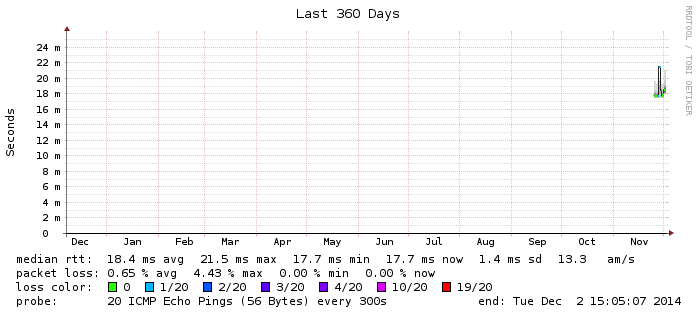 Last 360 Days
RRDTOOL / TOBI OETIKER
Seconds
24 m
22 m
20 m
18 m
16 m
14 m
12 m
10 m
8 m
6 m
4 m
2 m
0
Dec Jan Feb Mar Apr May Jun Jul Aug Sep Oct Nov
median rtt: 18.4 ms avg 21.5 ms max 17.7 ms min 17.7 ms now 1.4 ms sd 13.3 am/s
packet loss: 0.65 % avg 4.43 % max 0.00 % min 0.00 % now
loss color: 0 1/20 2/20 3/20 4/20 10/20 19/20
probe: 20 ICMP Echo Pings (56 Bytes) every 300s end: Tue Dec 2 15:05:07 2014